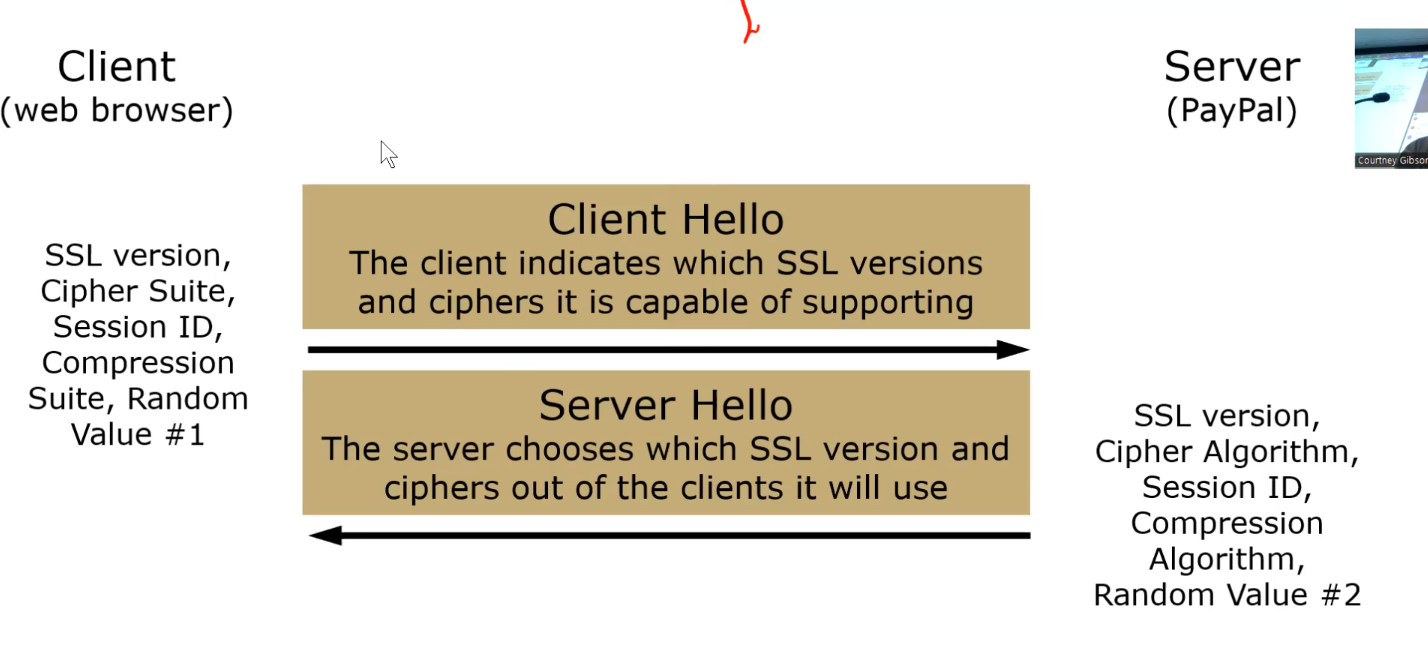 Client
(web browser)
Server
(PayPal)
Courtney Gibson
Client Hello
The client indicates which SSL versions
and ciphers it is capable of supporting
SSL version,
Cipher Suite,
Session ID,
Compression
Suite, Random
Value #1
Server Hello
The server chooses which SSL version and
ciphers out of the clients it will use
SSL version,
Cipher Algorithm,
Session ID,
Compression
Algorithm,
Random Value #2